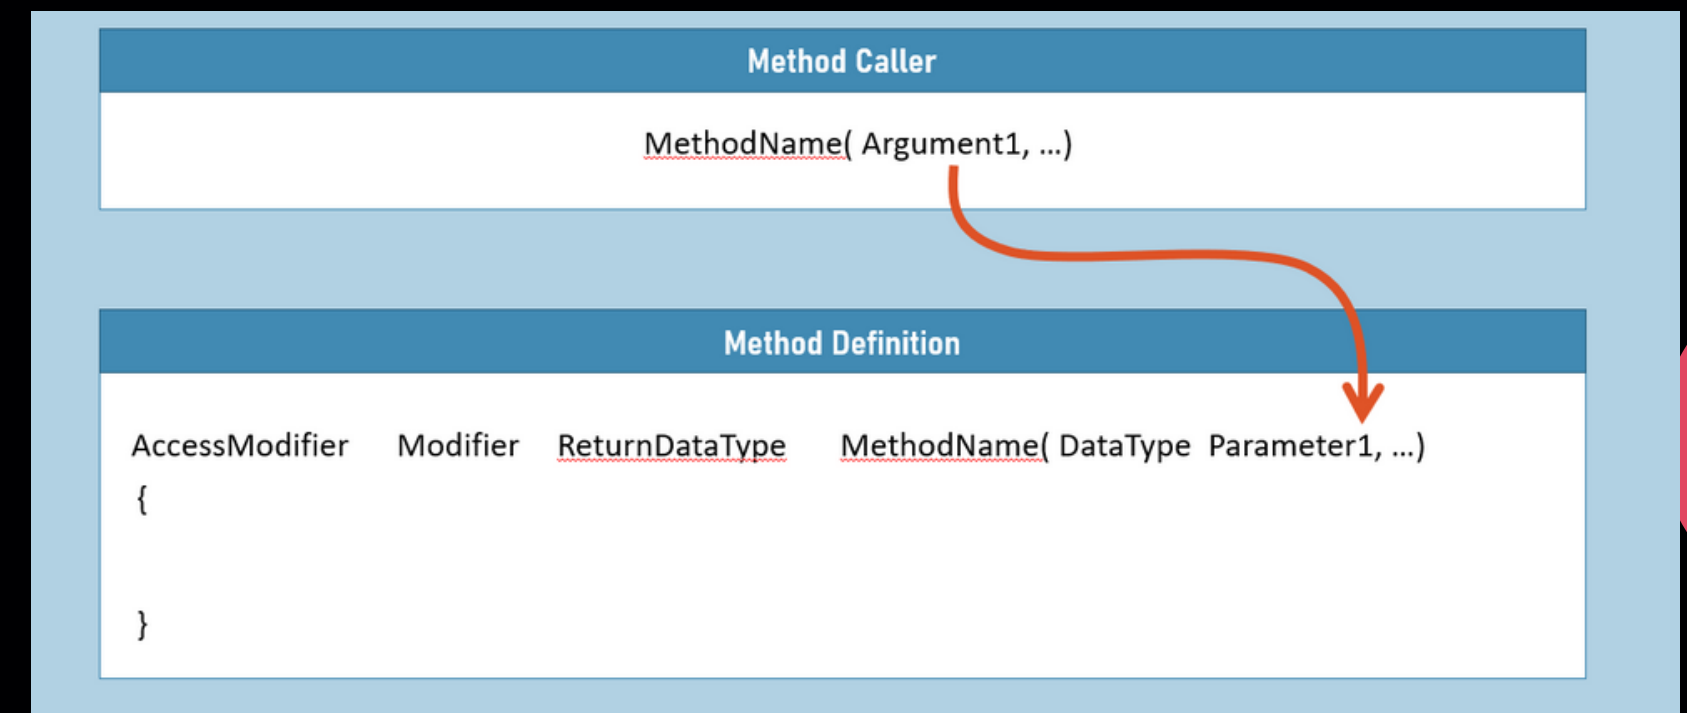 Method Caller
MethodName( Argument1, ...)
Method Definition
AccessModifier Modifier ReturnDataType MethodName( DataType Parameter1, ...)
{
}